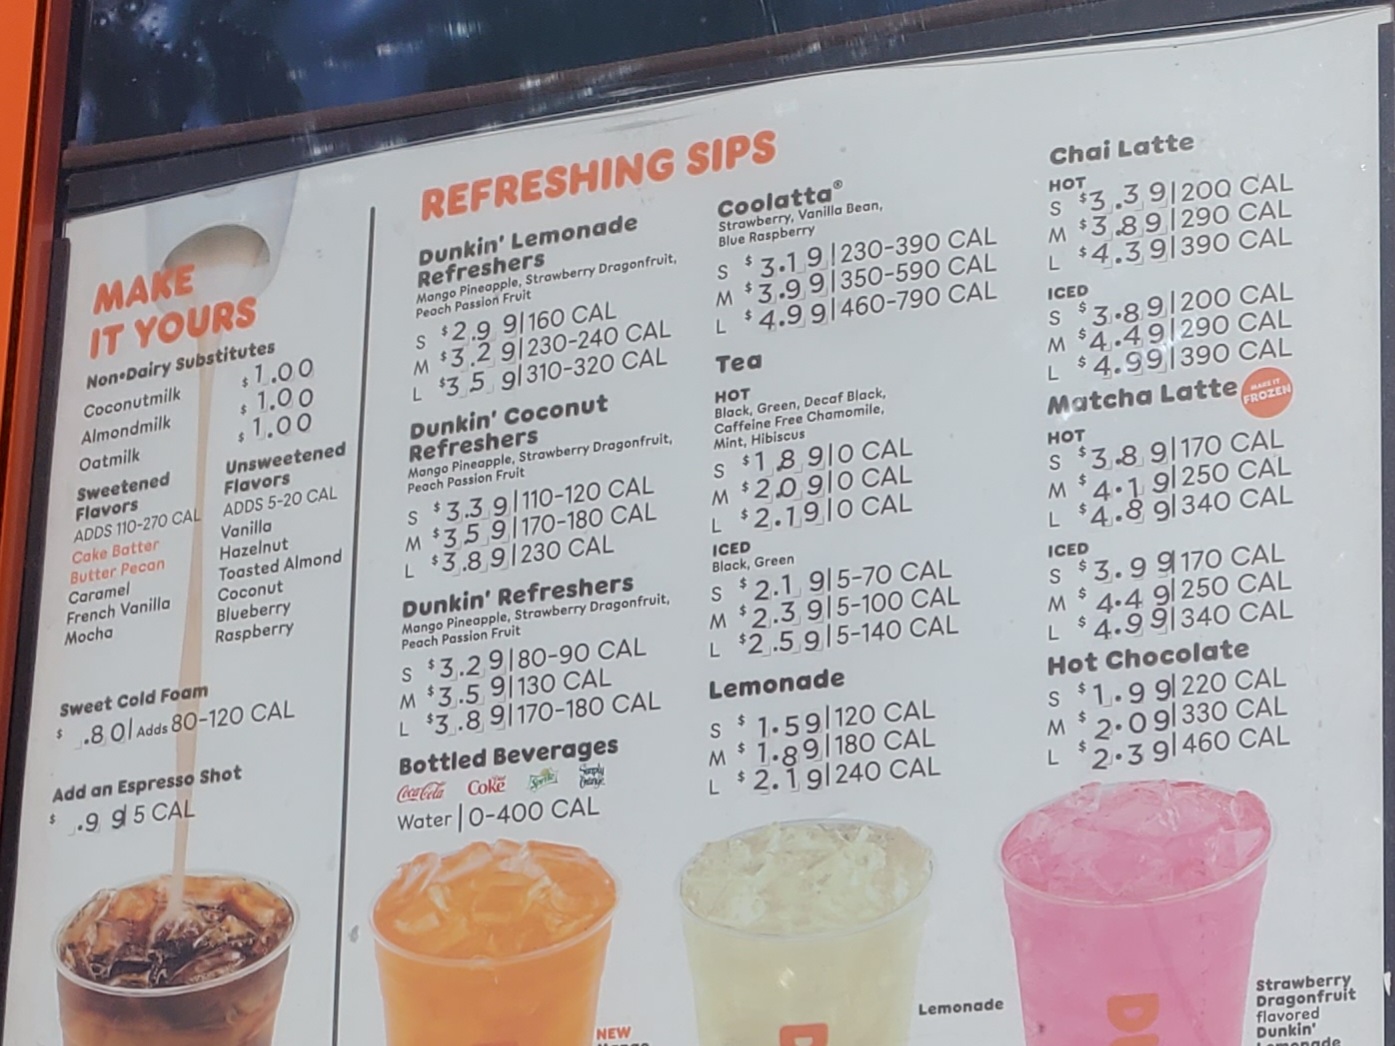 MAKE
IT YOURS
Non•Dairy Substitutes
Coconutmilk $1.00
Almondmilk $1.00
Oatmilk $1.00
Sweetened
Flavors
ADDS 110-270 CAL
Cake Batter
Butter Pecan
Caramel
French Vanilla
Mocha
Unsweetened
Flavors
ADDS 5-20 CAL
Vanilla
Hazelnut
Toasted Almond
Coconut
Blueberry
Raspberry
Sweet Cold Foam
$.80| Adds 80-120 CAL
Add an Espresso Shot
$.99|5 CAL
REFRESHING SIPS
Dunkin' Lemonade
Refreshers
Mango Pineapple, Strawberry Dragonfruit,
Peach Passion Fruit
S $2.99|160 CAL
M $3.29|230-240 CAL
L $3.59|310-320 CAL
Dunkin' Coconut
Refreshers
Mango Pineapple, Strawberry Dragonfruit,
Peach Passion Fruit
S $3.39|110-120 CAL
M $3.59|170-180 CAL
L $3.89|230 CAL
Dunkin' Refreshers
Mango Pineapple, Strawberry Dragonfruit,
Peach Passion Fruit
S $3.29|80-90 CAL
M $3.59|130 CAL
L $3.89|170-180 CAL
Bottled Beverages
Coca-Cola Diet Coke Sprite Simply Orange
Water|0-400 CAL
NEW
Coolatta®
Strawberry, Vanilla Bean,
Blue Raspberry
S $3.19|230-390 CAL
M $3.99|350-590 CAL
L $4.99|460-790 CAL
Tea
HOT
Black, Green, Decaf Black,
Caffeine Free Chamomile,
Mint, Hibiscus
S $1.89|0 CAL
M $2.09|0 CAL
L $2.19|0 CAL
ICED
Black, Green
S $2.19|5-70 CAL
M $2.39|5-100 CAL
L $2.59|5-140 CAL
Lemonade
S $1.59|120 CAL
M $1.89|180 CAL
L $2.19|240 CAL
Lemonade
Chai Latte
HOT
S $3.39|200 CAL
M $3.89|290 CAL
L $4.39|390 CAL
ICED
S $3.89|200 CAL
M $4.49|290 CAL
L $4.99|390 CAL
Matcha Latte
MAKE IT
FROZEN
HOT
S $3.89|170 CAL
M $4.19|250 CAL
L $4.89|340 CAL
ICED
S $3.99|170 CAL
M $4.49|250 CAL
L $4.99|340 CAL
Hot Chocolate
S $1.99|220 CAL
M $2.09|330 CAL
L $2.39|460 CAL
Strawberry
Dragonfruit
flavored
Dunkin'
Lemonade